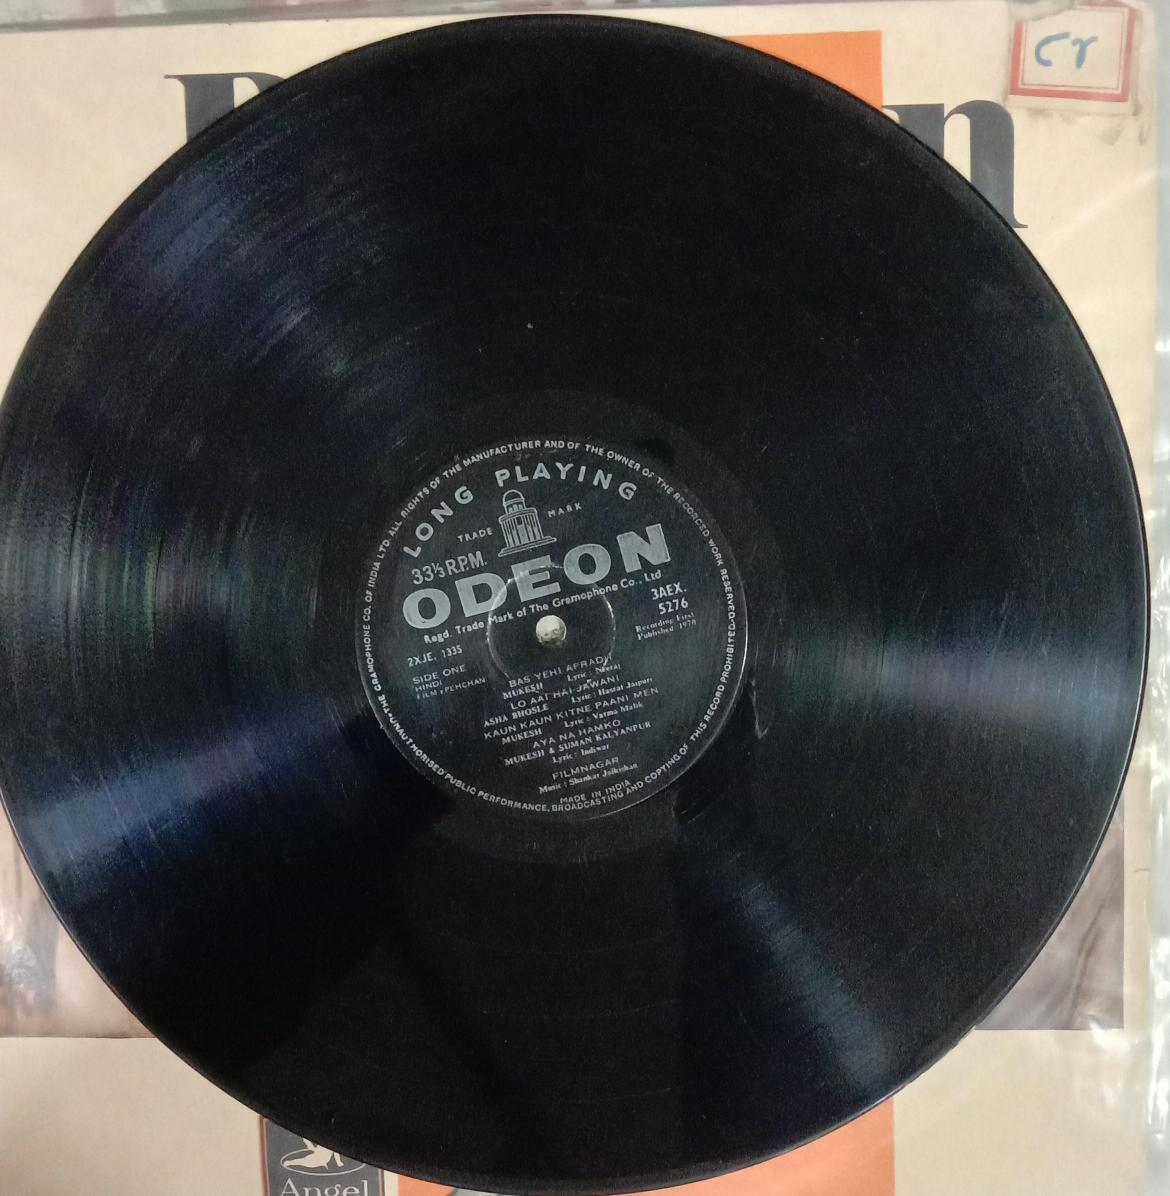 n
LONG PLAYING
TRADE MARK
33⅓ R.P.M.
ODEON
Regd. Trade Mark of The Gramophone Co., Ltd
3AEX.
5276
Recording First
Published 1970
2XJE. 1335
SIDE ONE
HINDI
FILM : PEHCHAN
BAS YEHI APRADH
MUKESH Lyric : Neeraj
LO AAI HAI JAWANI
ASHA BHOSLE Lyric : Hasrat Jaipuri
KAUN KAUN KITNE PAANI MEN
MUKESH Lyric : Varma Malik
AYA NA HAMKO
MUKESH & SUMAN KALYANPUR
Lyric : Indiwar
FILMNAGAR
Music : Shankar Jaikishan
MADE IN INDIA
THE GRAMOPHONE CO. OF INDIA LTD. ALL RIGHTS OF THE MANUFACTURER AND OF THE OWNER OF THE RECORDED WORK RESERVED-UNAUTHORISED PUBLIC PERFORMANCE, BROADCASTING AND COPYING OF THIS RECORD PROHIBITED
Angel